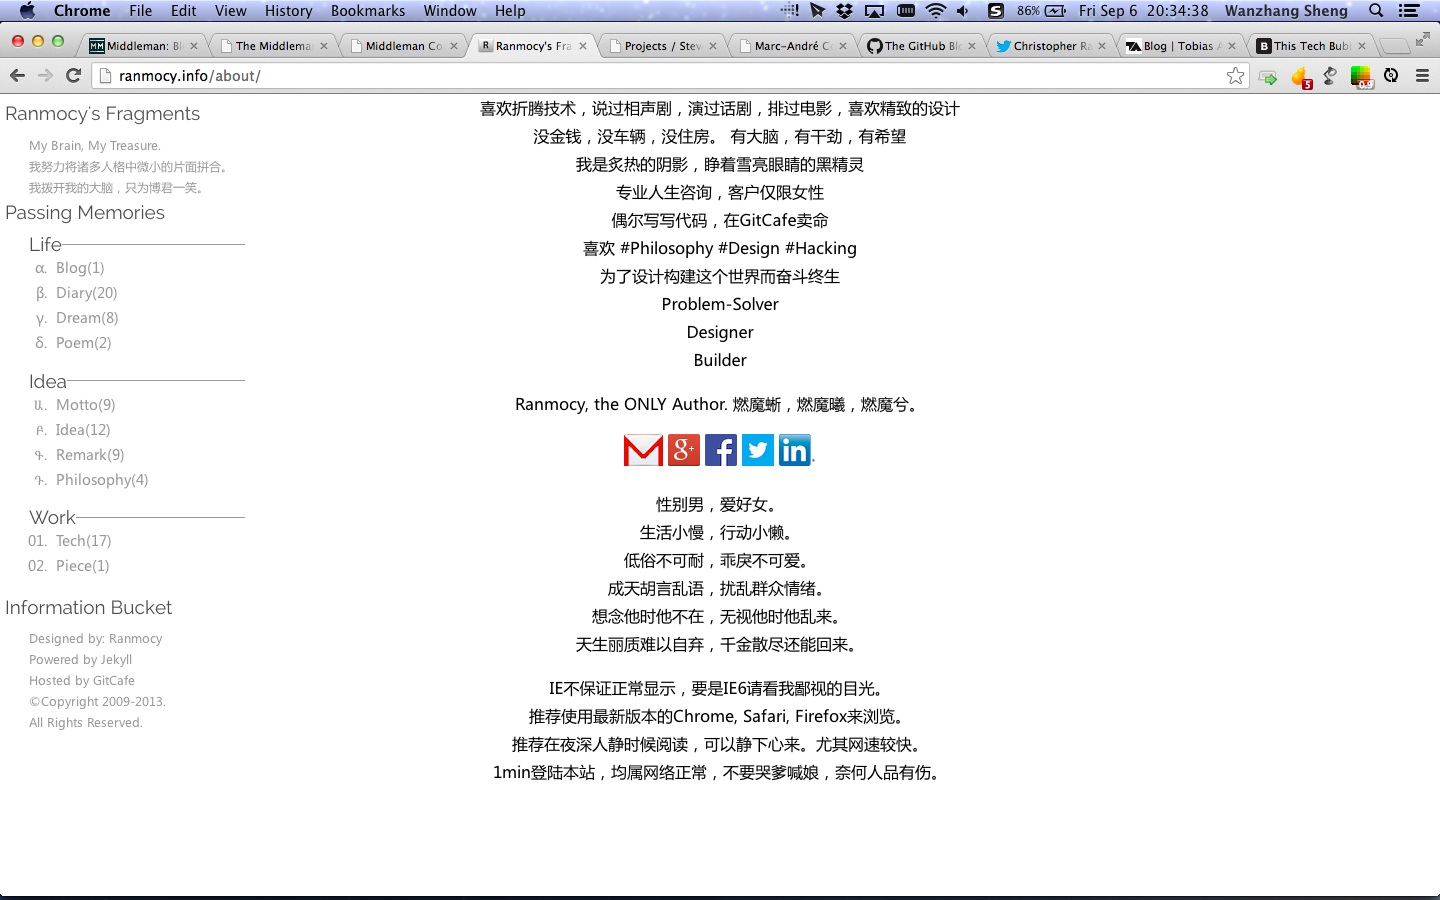 Chrome File Edit View History Bookmarks Window Help 86% Fri Sep 6 20:34:38 Wanzhang Sheng
Middleman: Bl The Middleman Middleman Co Ranmocy's Fra Projects / Stev Marc-André Co The GitHub Blo Christopher Ra Blog | Tobias A This Tech Bubb
ranmocy.info/about/
5
Ranmocy's Fragments
My Brain, My Treasure.
我努力将诸多人格中微小的片面拼合。
我拨开我的大脑，只为博君一笑。
Passing Memories
Life
α. Blog(1)
β. Diary(20)
γ. Dream(8)
δ. Poem(2)
Idea
Motto(9)
Idea(12)
Remark(9)
Philosophy(4)
Work
01. Tech(17)
02. Piece(1)
Information Bucket
Designed by: Ranmocy
Powered by Jekyll
Hosted by GitCafe
©Copyright 2009-2013.
All Rights Reserved.
喜欢折腾技术，说过相声剧，演过话剧，排过电影，喜欢精致的设计
没金钱，没车辆，没住房。 有大脑，有干劲，有希望
我是炙热的阴影，睁着雪亮眼睛的黑精灵
专业人生咨询，客户仅限女性
偶尔写写代码，在GitCafe卖命
喜欢 #Philosophy #Design #Hacking
为了设计构建这个世界而奋斗终生
Problem-Solver
Designer
Builder
Ranmocy, the ONLY Author. 燃魔蜥，燃魔曦，燃魔兮。
性别男，爱好女。
生活小慢，行动小懒。
低俗不可耐，乖戾不可爱。
成天胡言乱语，扰乱群众情绪。
想念他时他不在，无视他时他乱来。
天生丽质难以自弃，千金散尽还能回来。
IE不保证正常显示，要是IE6请看我鄙视的目光。
推荐使用最新版本的Chrome, Safari, Firefox来浏览。
推荐在夜深人静时候阅读，可以静下心来。尤其网速较快。
1min登陆本站，均属网络正常，不要哭爹喊娘，奈何人品有伤。